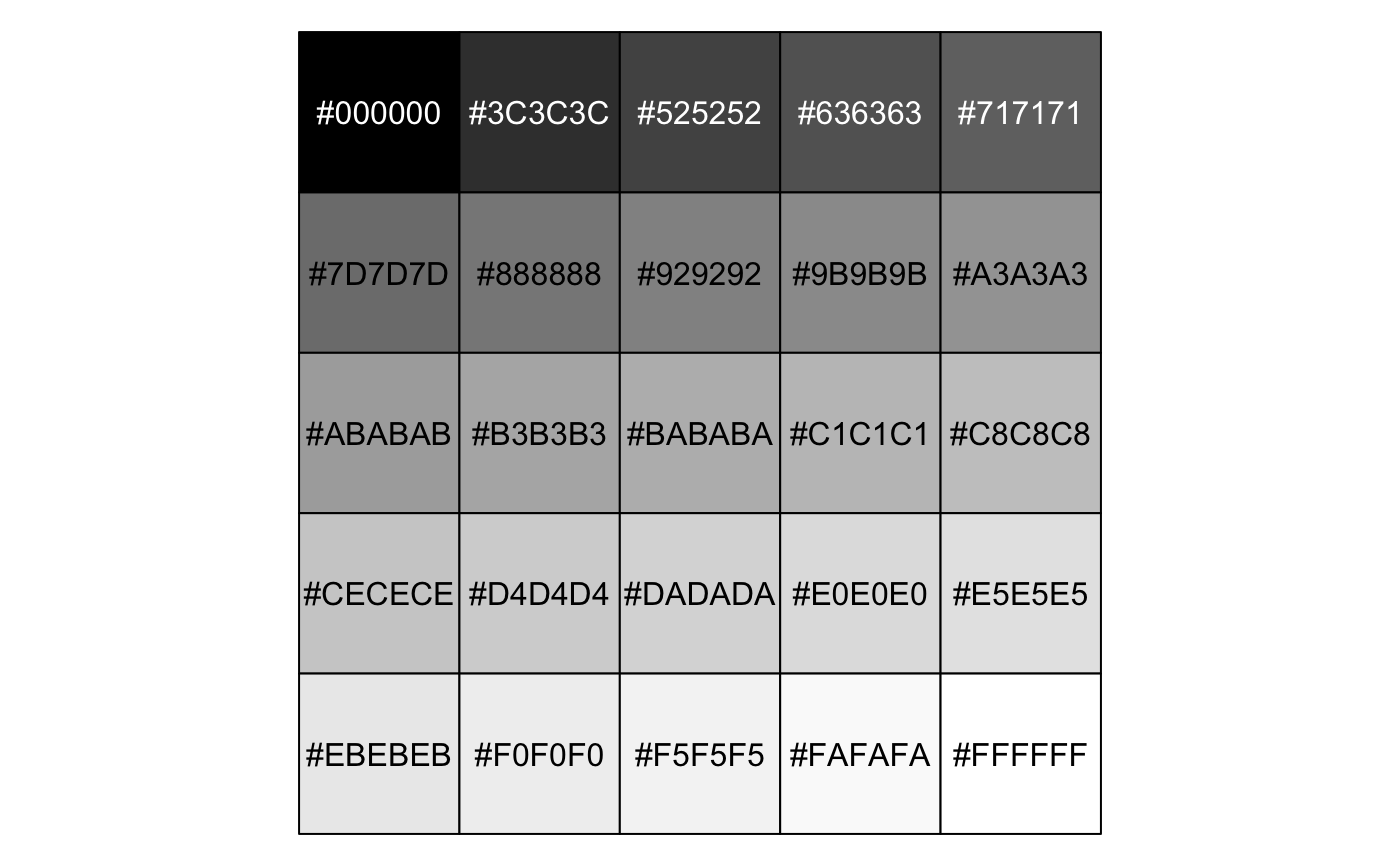 #000000 #3C3C3C #525252 #636363 #717171
#7D7D7D #888888 #929292 #9B9B9B #A3A3A3
#ABABAB #B3B3B3 #BABABA #C1C1C1 #C8C8C8
#CECECE #D4D4D4 #DADADA #E0E0E0 #E5E5E5
#EBEBEB #F0F0F0 #F5F5F5 #FAFAFA #FFFFFF